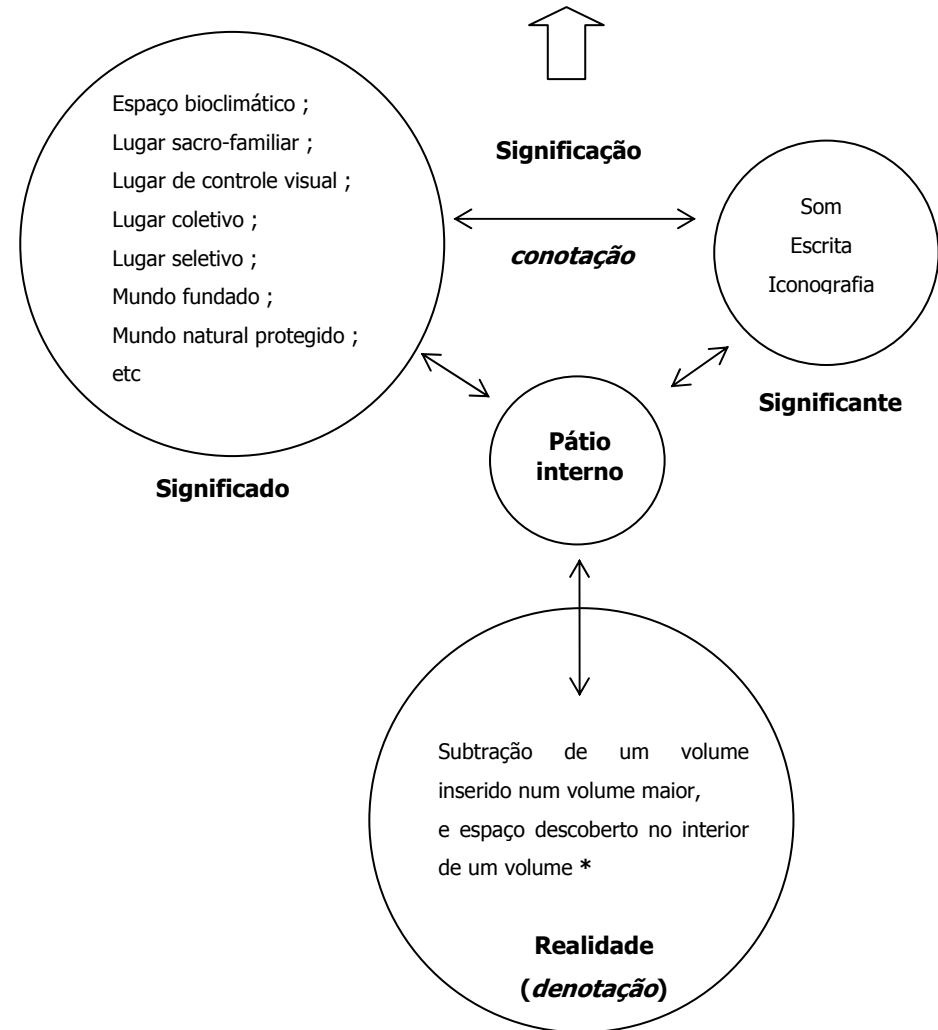 Espaço bioclimático ;
Lugar sacro-familiar ;
Lugar de controle visual ;
Lugar coletivo ;
Lugar seletivo ;
Mundo fundado ;
Mundo natural protegido ;
etc
Significado
Significação
conotação
Som
Escrita
Iconografia
Significante
Pátio
interno
Subtração de um volume
inserido num volume maior,
e espaço descoberto no interior
de um volume *
Realidade
(denotação)